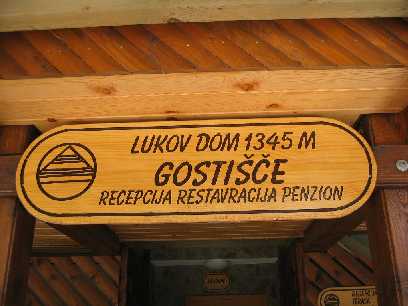 LUKOV DOM 1345 M
GOSTIŠČE
RECEPCIJA RESTAVRACIJA PENZION